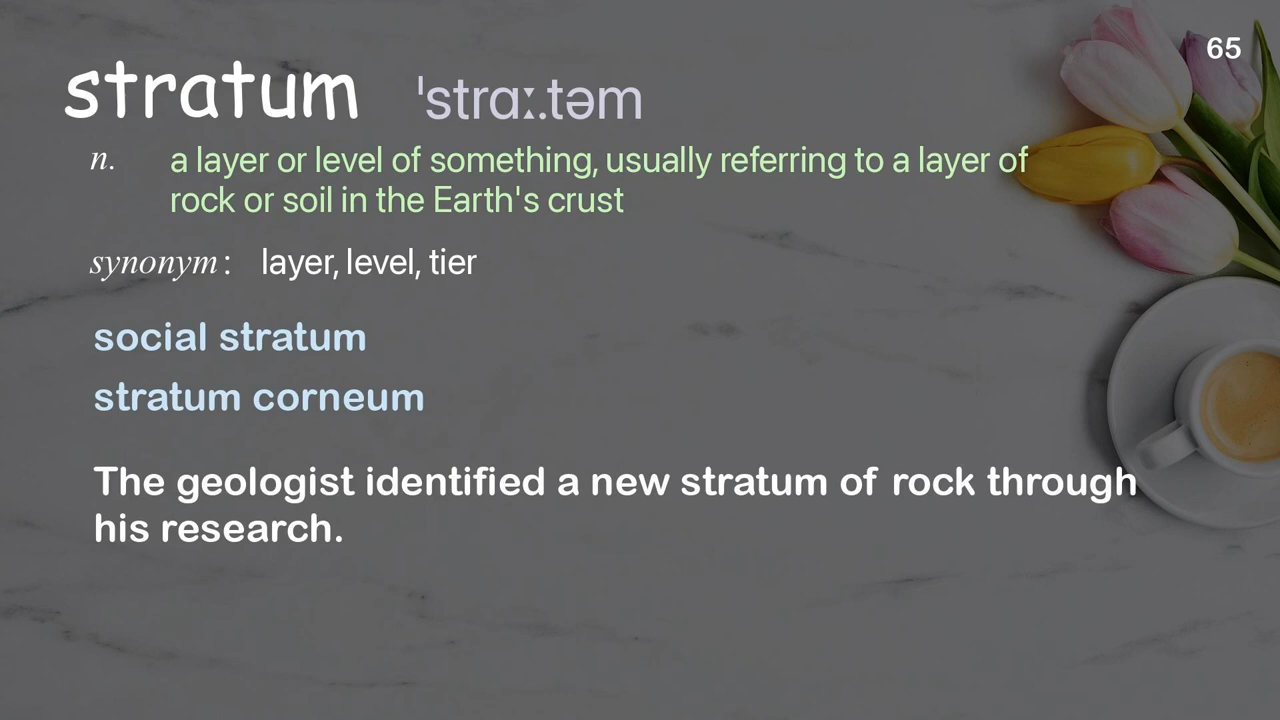 65
stratum ˈstrɑː.təm
n. a layer or level of something, usually referring to a layer of
rock or soil in the Earth's crust
synonym : layer, level, tier
social stratum
stratum corneum
The geologist identified a new stratum of rock through
his research.